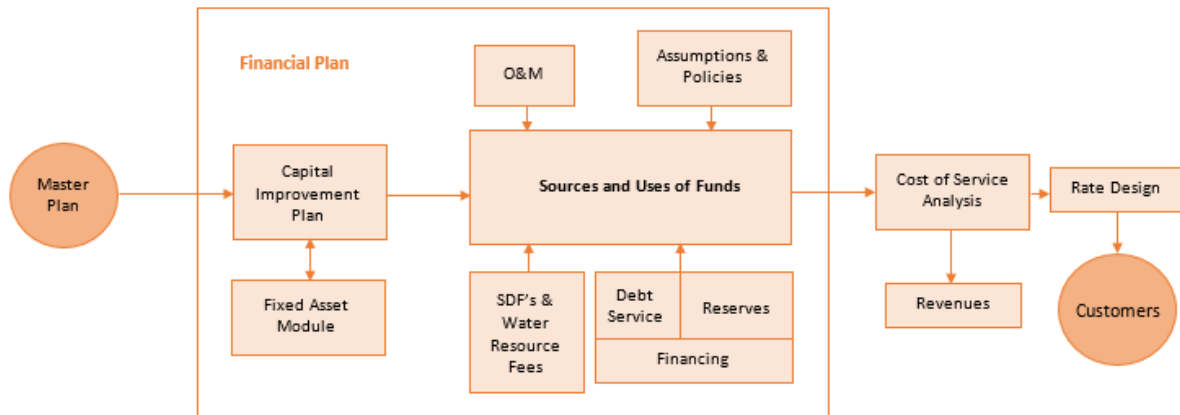 Financial Plan
O&M
Assumptions &
Policies
Master
Plan
Capital
Improvement
Plan
Sources and Uses of Funds
Cost of Service
Analysis
Rate Design
Fixed Asset
Module
SDF's &
Water
Resource
Fees
Debt
Service
Reserves
Financing
Revenues
Customers